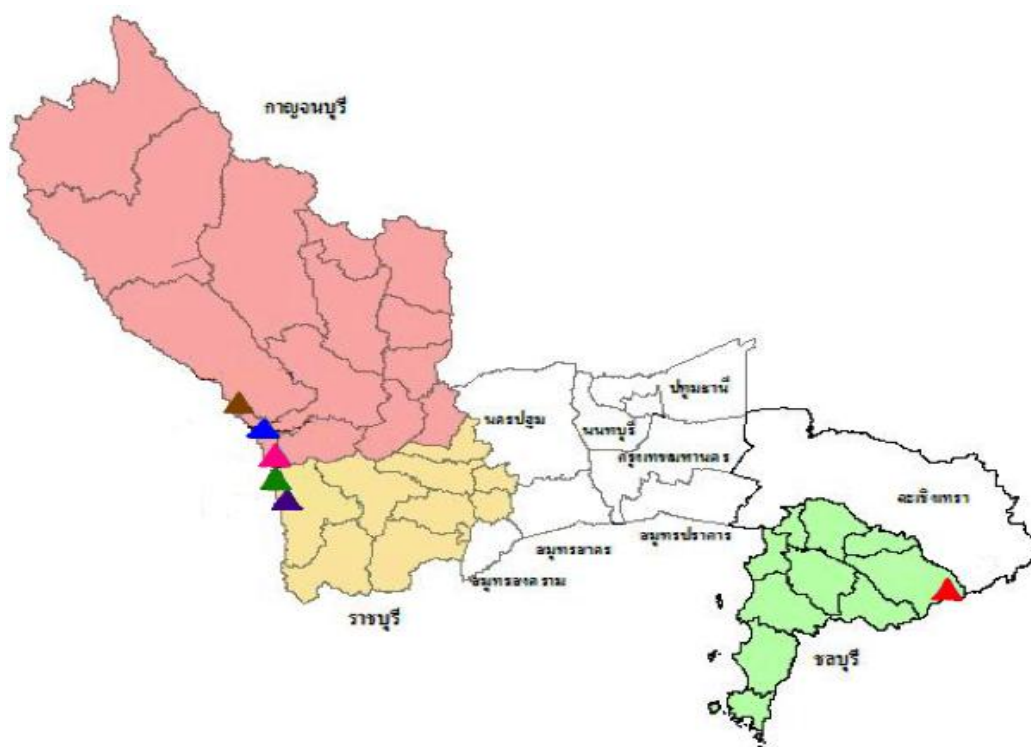 กาญจนบุรี
ปทุมธานี
นครปฐม
นนทบุรี
กรุงเทพมหานคร
ฉะเชิงเทรา
สมุทรสาคร
สมุทรปราการ
สมุทรสงคราม
ราชบุรี
ชลบุรี